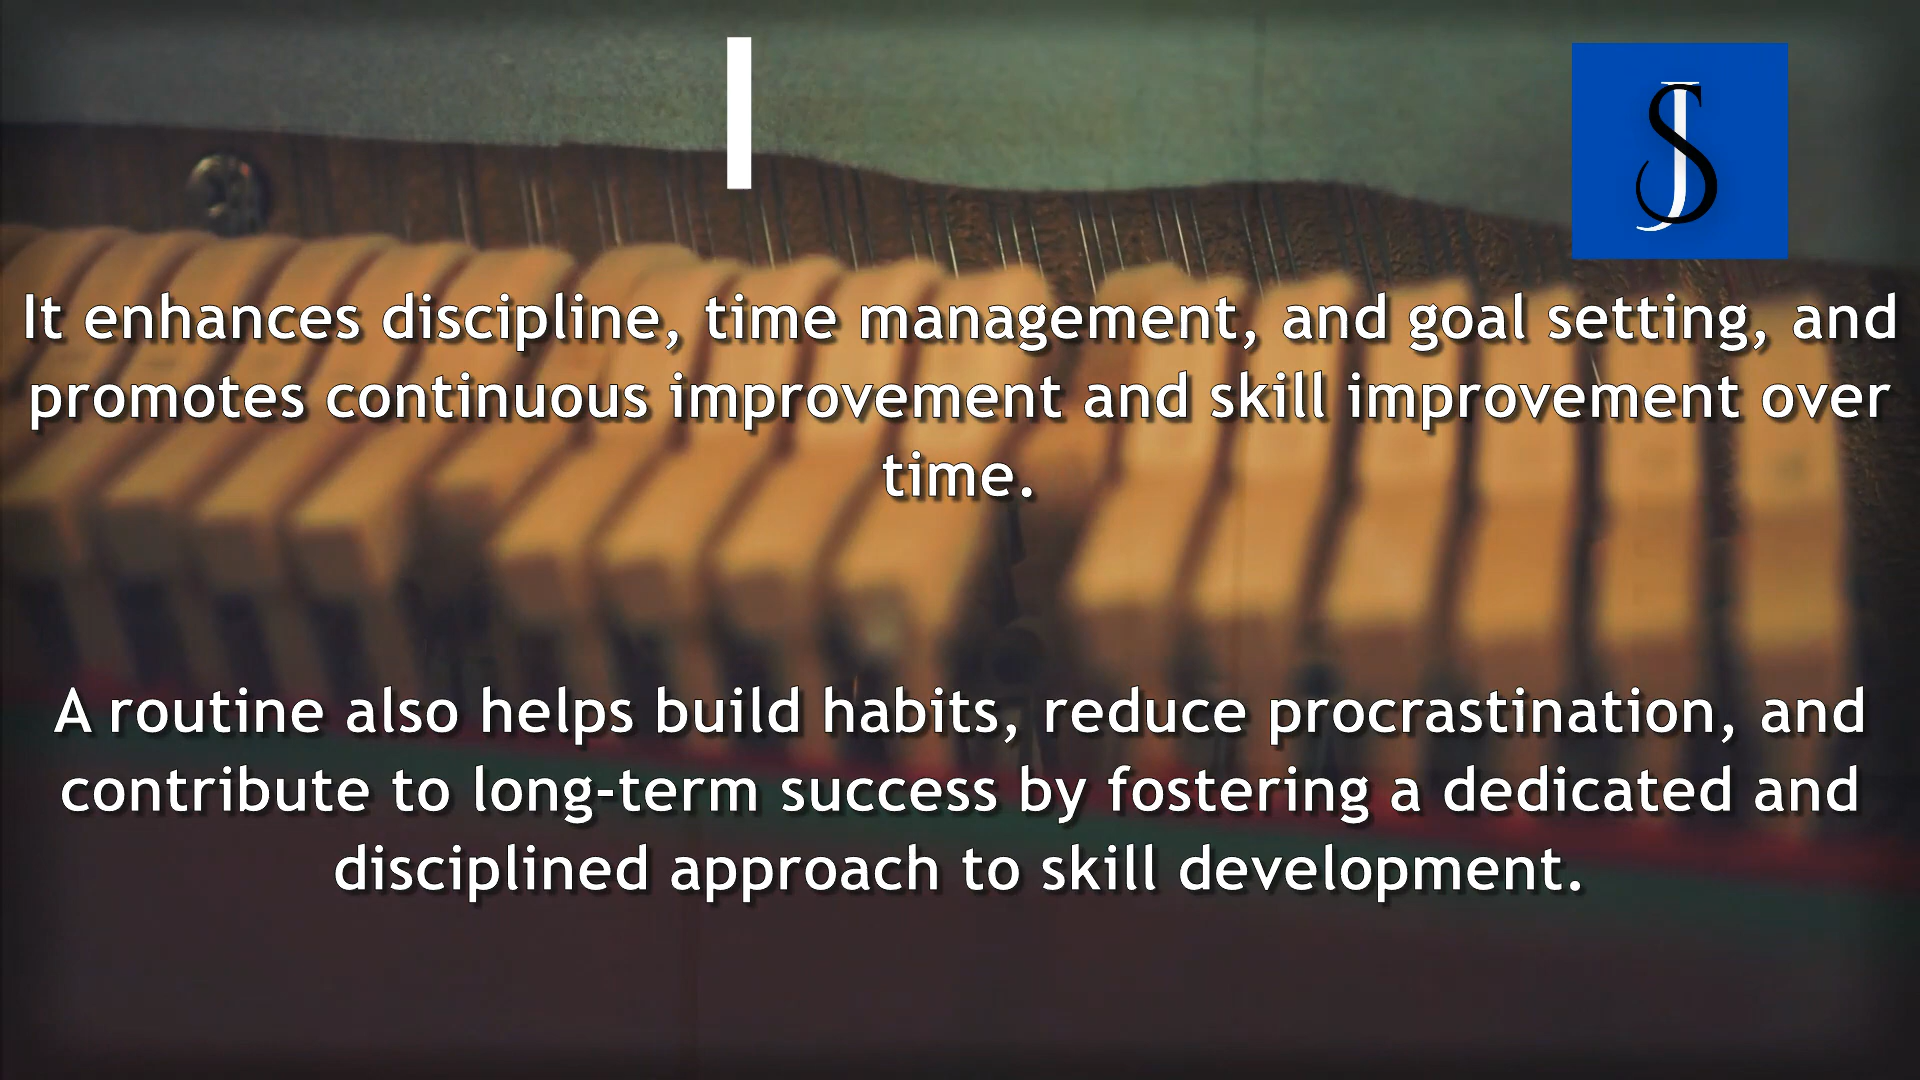 JS
It enhances discipline, time management, and goal setting, and
promotes continuous improvement and skill improvement over
time.
A routine also helps build habits, reduce procrastination, and
contribute to long-term success by fostering a dedicated and
disciplined approach to skill development.